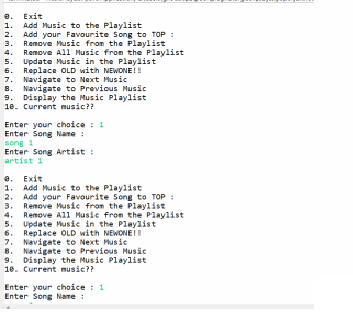 0. Exit
1. Add Music to the Playlist
2. Add your Favourite Song to TOP :
3. Remove Music from the Playlist
4. Remove All Music from the Playlist
5. Update Music in the Playlist
6. Replace OLD with NEWONE!!
7. Navigate to Next Music
8. Navigate to Previous Music
9. Display the Music Playlist
10. Current music??
Enter your choice : 1
Enter Song Name :
song 1
Enter Song Artist :
artist 1
0. Exit
1. Add Music to the Playlist
2. Add your Favourite Song to TOP :
3. Remove Music from the Playlist
4. Remove All Music from the Playlist
5. Update Music in the Playlist
6. Replace OLD with NEWONE!!
7. Navigate to Next Music
8. Navigate to Previous Music
9. Display the Music Playlist
10. Current music??
Enter your choice : 1
Enter Song Name :